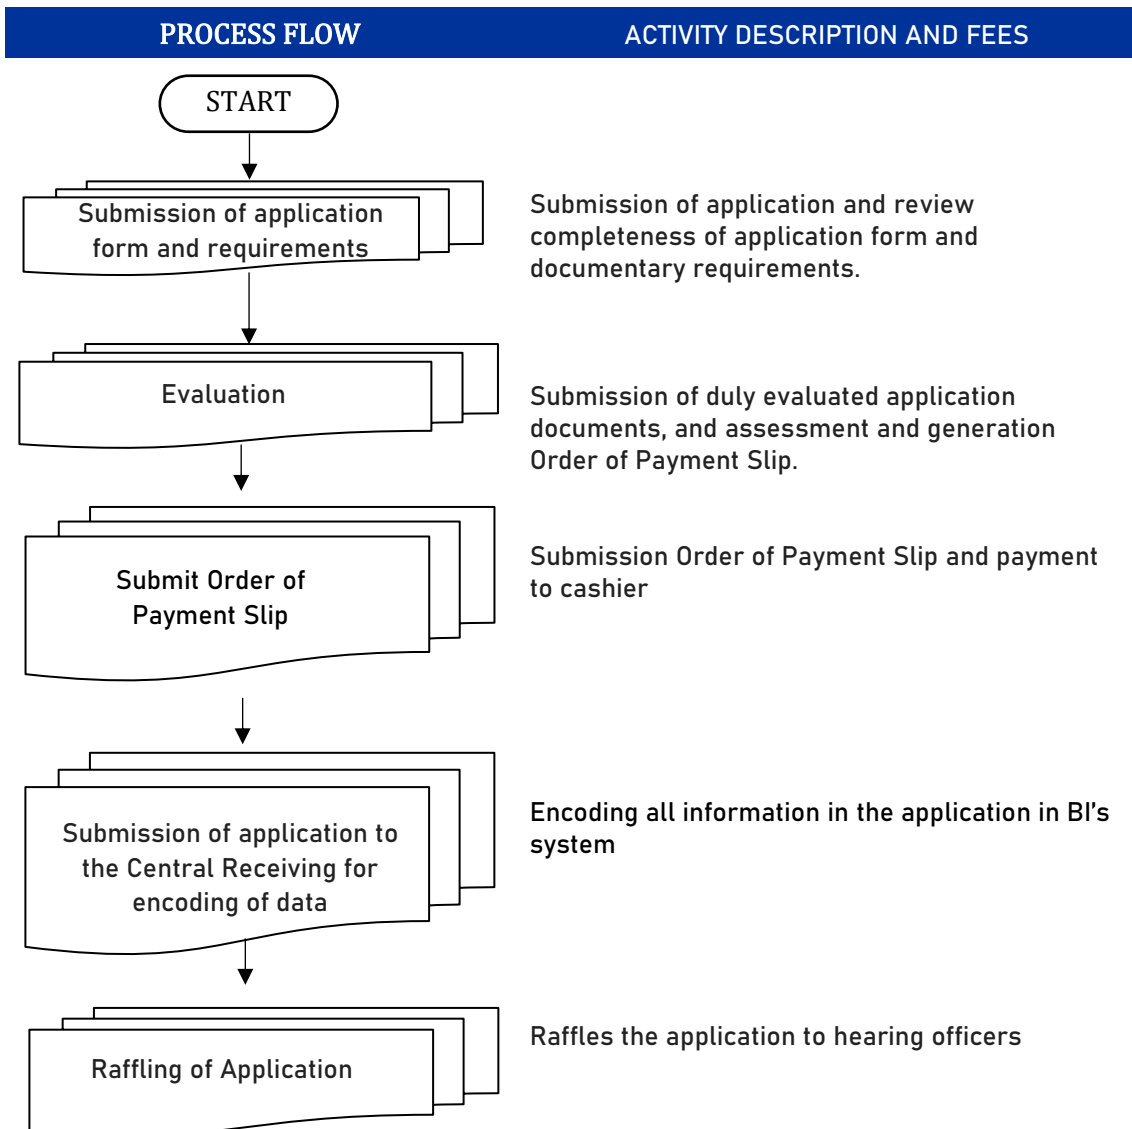 PROCESS FLOW
ACTIVITY DESCRIPTION AND FEES
START
Submission of application
form and requirements
Submission of application and review
completeness of application form and
documentary requirements.
Evaluation
Submission of duly evaluated application
documents, and assessment and generation
Order of Payment Slip.
Submit Order of
Payment Slip
Submission Order of Payment Slip and payment
to cashier
Submission of application to
the Central Receiving for
encoding of data
Encoding all information in the application in BI’s
system
Raffling of Application
Raffles the application to hearing officers